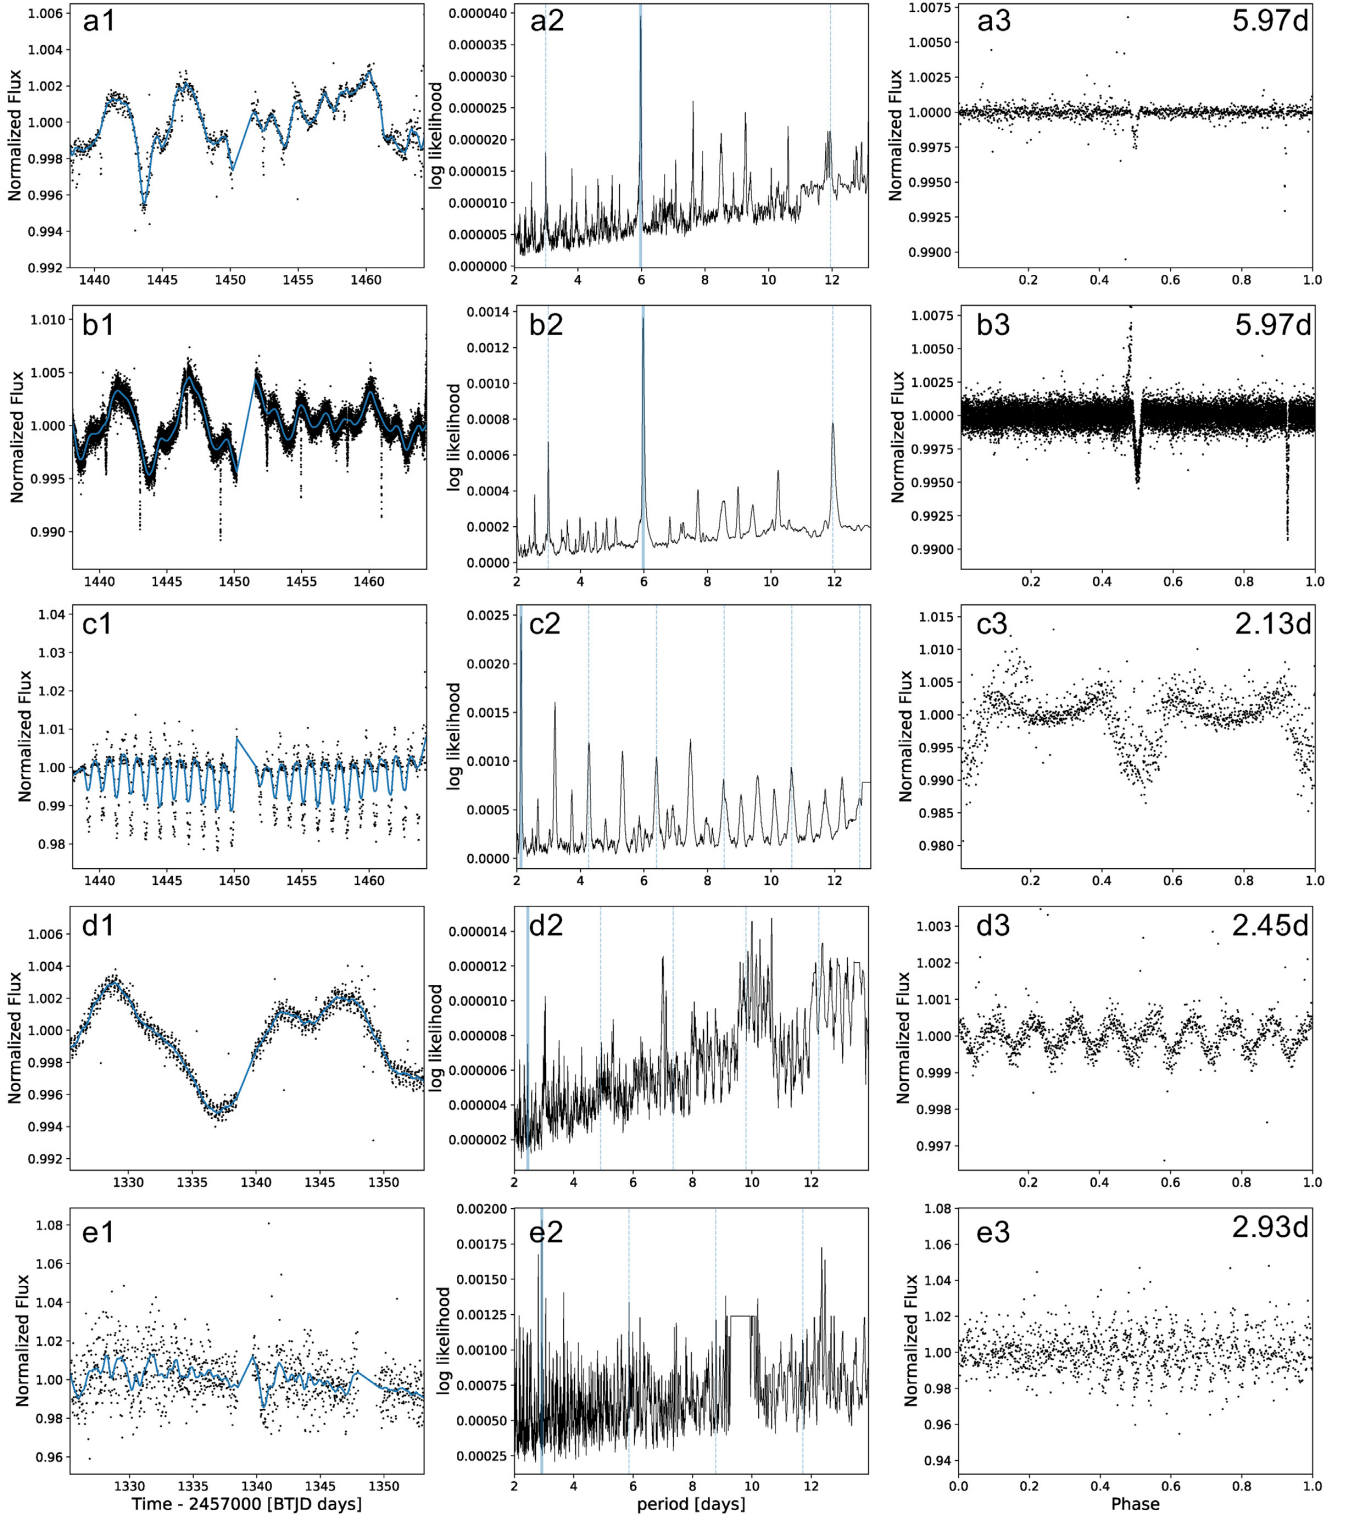 a1
Normalized Flux
1.006
1.004
1.002
1.000
0.998
0.996
0.994
0.992
1440 1445 1450 1455 1460
a2
log likelihood
0.000040
0.000035
0.000030
0.000025
0.000020
0.000015
0.000010
0.000005
0.000000
2 4 6 8 10 12
a3 5.97d
Normalized Flux
1.0075
1.0050
1.0025
1.0000
0.9975
0.9950
0.9925
0.9900
0.2 0.4 0.6 0.8 1.0
b1
Normalized Flux
1.010
1.005
1.000
0.995
0.990
1440 1445 1450 1455 1460
b2
log likelihood
0.0014
0.0012
0.0010
0.0008
0.0006
0.0004
0.0002
0.0000
2 4 6 8 10 12
b3 5.97d
Normalized Flux
1.0075
1.0050
1.0025
1.0000
0.9975
0.9950
0.9925
0.9900
0.2 0.4 0.6 0.8 1.0
c1
Normalized Flux
1.04
1.03
1.02
1.01
1.00
0.99
0.98
1440 1445 1450 1455 1460
c2
log likelihood
0.0025
0.0020
0.0015
0.0010
0.0005
0.0000
2 4 6 8 10 12
c3 2.13d
Normalized Flux
1.015
1.010
1.005
1.000
0.995
0.990
0.985
0.980
0.2 0.4 0.6 0.8 1.0
d1
Normalized Flux
1.006
1.004
1.002
1.000
0.998
0.996
0.994
0.992
1330 1335 1340 1345 1350
d2
log likelihood
0.000014
0.000012
0.000010
0.000008
0.000006
0.000004
0.000002
2 4 6 8 10 12
d3 2.45d
Normalized Flux
1.003
1.002
1.001
1.000
0.999
0.998
0.997
0.2 0.4 0.6 0.8 1.0
e1
Normalized Flux
1.08
1.06
1.04
1.02
1.00
0.98
0.96
1330 1335 1340 1345 1350
Time - 2457000 [BTJD days]
e2
log likelihood
0.00200
0.00175
0.00150
0.00125
0.00100
0.00075
0.00050
0.00025
2 4 6 8 10 12
period [days]
e3 2.93d
Normalized Flux
1.08
1.06
1.04
1.02
1.00
0.98
0.96
0.94
0.0 0.2 0.4 0.6 0.8 1.0
Phase